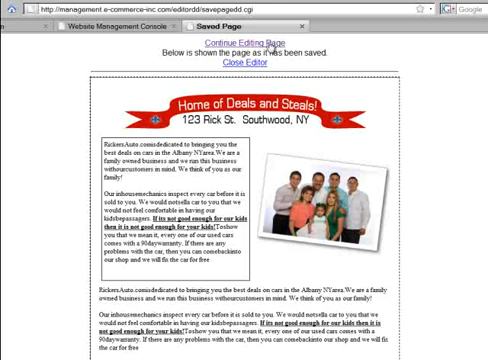 http://management.e-commerce-inc.com/editordd/savepagedd.cgi
Google
Website Management Console
Saved Page
Continue Editing Page
Below is shown the page as it was been saved.
Close Editor
Home of Deals and Steals!
123 Rick St. Southwood, NY
RickersAuto.comisdedicated to bringing you the
best deals on cars in the Albany NYarea.We are a
family owned business and we run this business
withourcustomers in mind. We think of you as our
family!
Our inhousemechanics inspect every car before it is
sold to you. We would notsella car to you that we
would not feel comfortable in having our
kidsbepassagers. If its not good enough for our kids
then it is not good enough for your kids!Toshow
you that we mean it, every one of our used cars
comes with a 90daywarranty. If there are any
problems with the car, then you can comebackinto
our shop and we will fix the car for free
RickersAuto.comisdedicated to bringing you the best deals on cars in the Albany NYarea.We are a family
owned business and we run this business withourcustomers in mind. We think of you as our family!
Our inhousemechanics inspect every car before it is sold to you. We would notsella car to you that we
would not feel comfortable in having our kidsbepassagers. If its not good enough for our kids then it is
not good enough for your kids!Toshow you that we mean it, every one of our used cars comes with a
90daywarranty. If there are any problems with the car, then you can comebackinto our shop and we will fix
the car for free